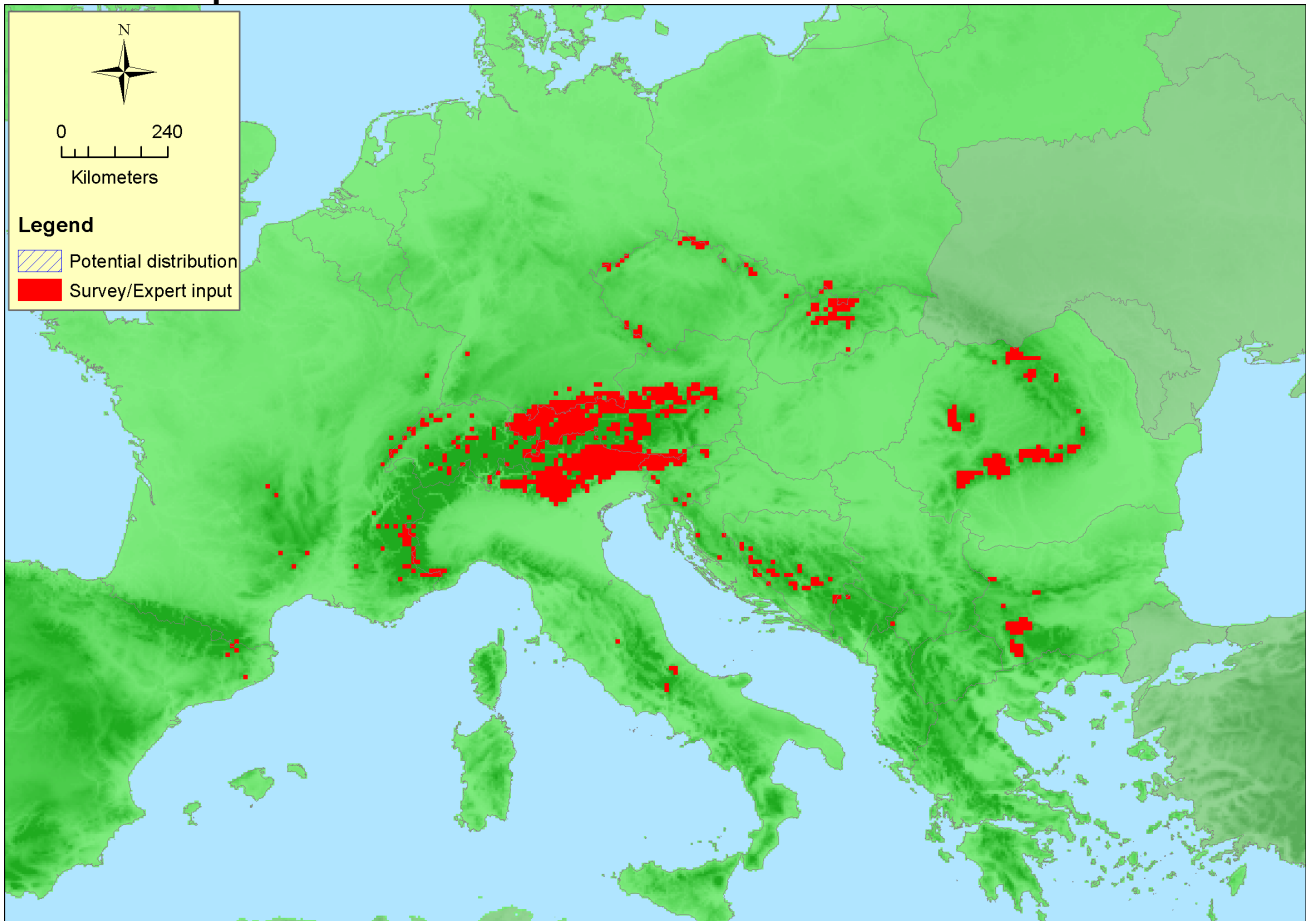 N
0 240
Kilometers
Legend
Potential distribution
Survey/Expert input